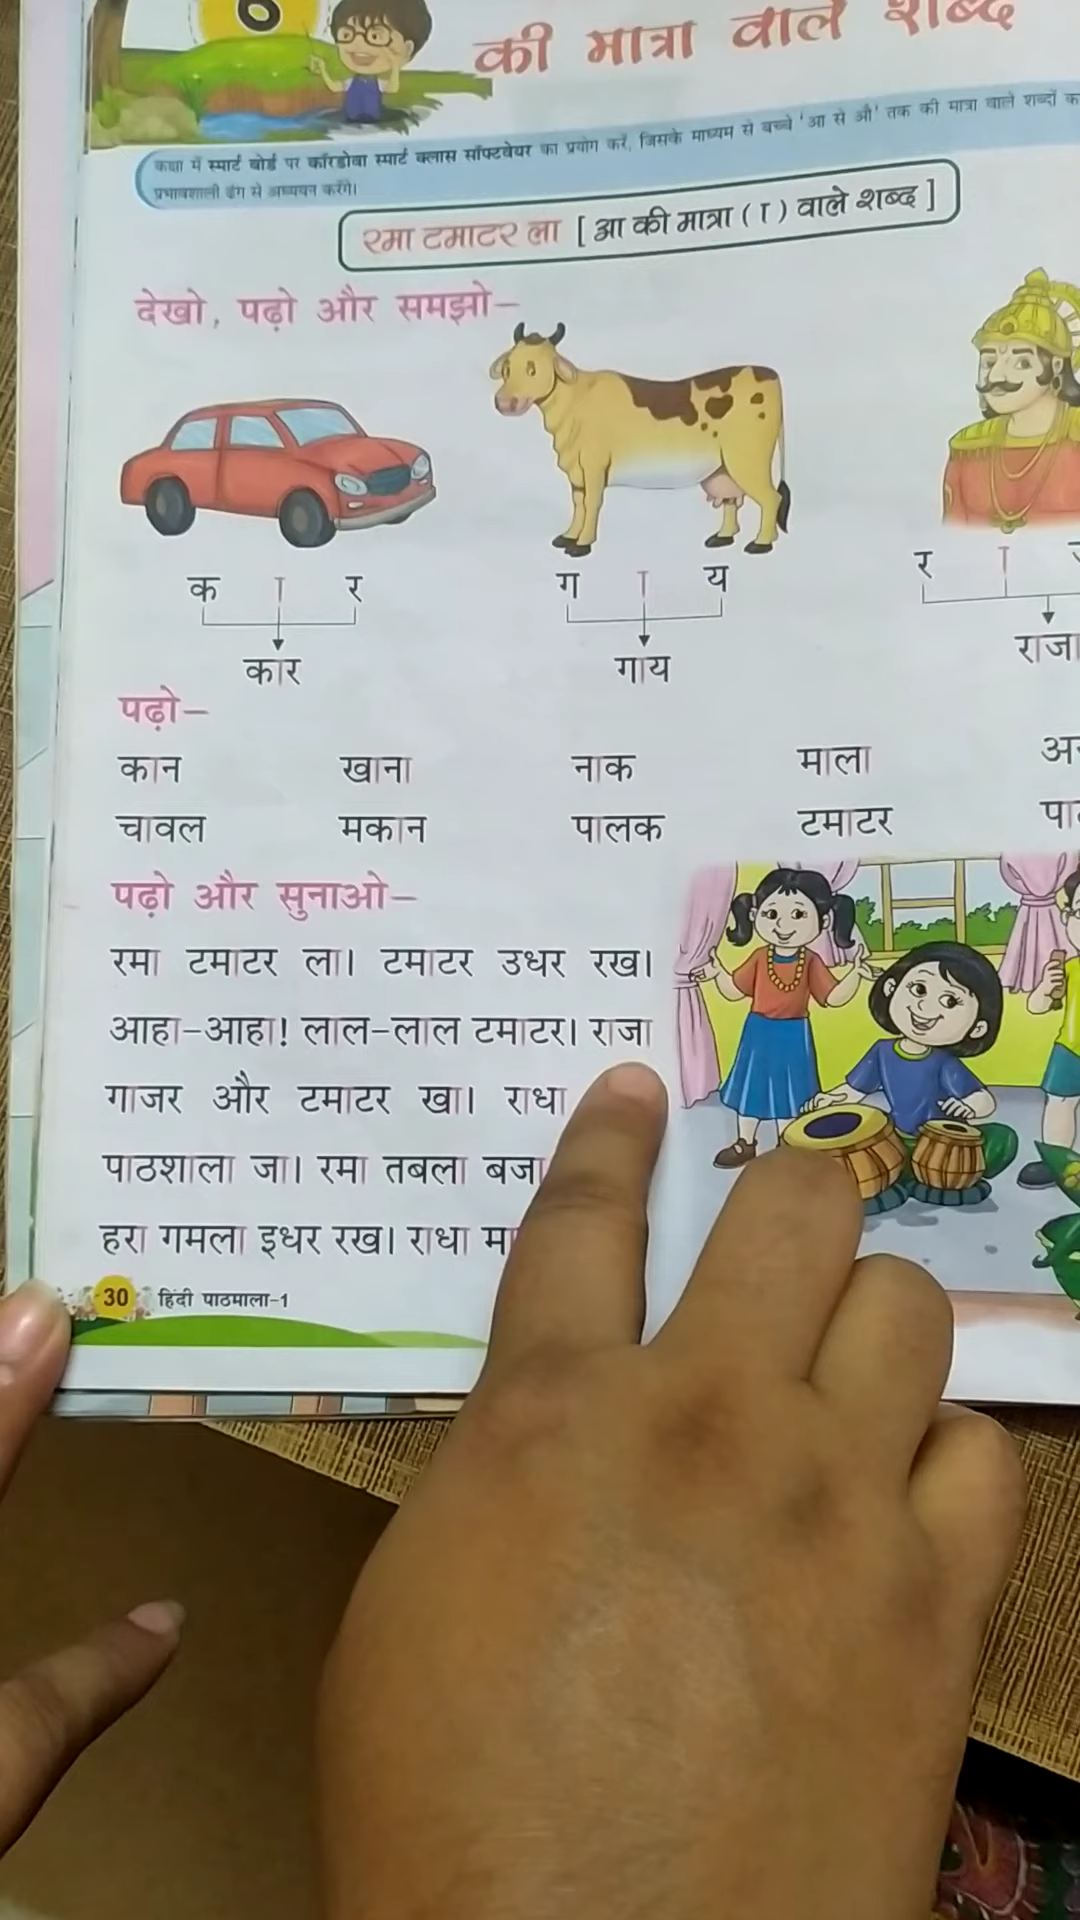 की मात्रा वाले शब्द
कक्षा में स्मार्ट बोर्ड पर कॉरडोवा स्मार्ट क्लास सॉफ्टवेयर का प्रयोग करें, जिसके माध्यम से बच्चे 'आ से औ' तक की मात्रा वाले शब्दों
प्रभावशाली ढंग से अध्ययन करेंगे।
रमा टमाटर ला [ आ की मात्रा ( ा ) वाले शब्द ]
देखो, पढ़ो और समझो–
क ा र ग ा य र ा
कार गाय राजा
पढ़ो–
कान खाना नाक माला
चावल मकान पालक टमाटर
पढ़ो और सुनाओ–
रमा टमाटर ला। टमाटर उधर रख।
आहा-आहा! लाल-लाल टमाटर। राजा
गाजर और टमाटर खा। राधा
पाठशाला जा। रमा तबला बजा
हरा गमला इधर रख। राधा
30 हिंदी पाठमाला-1